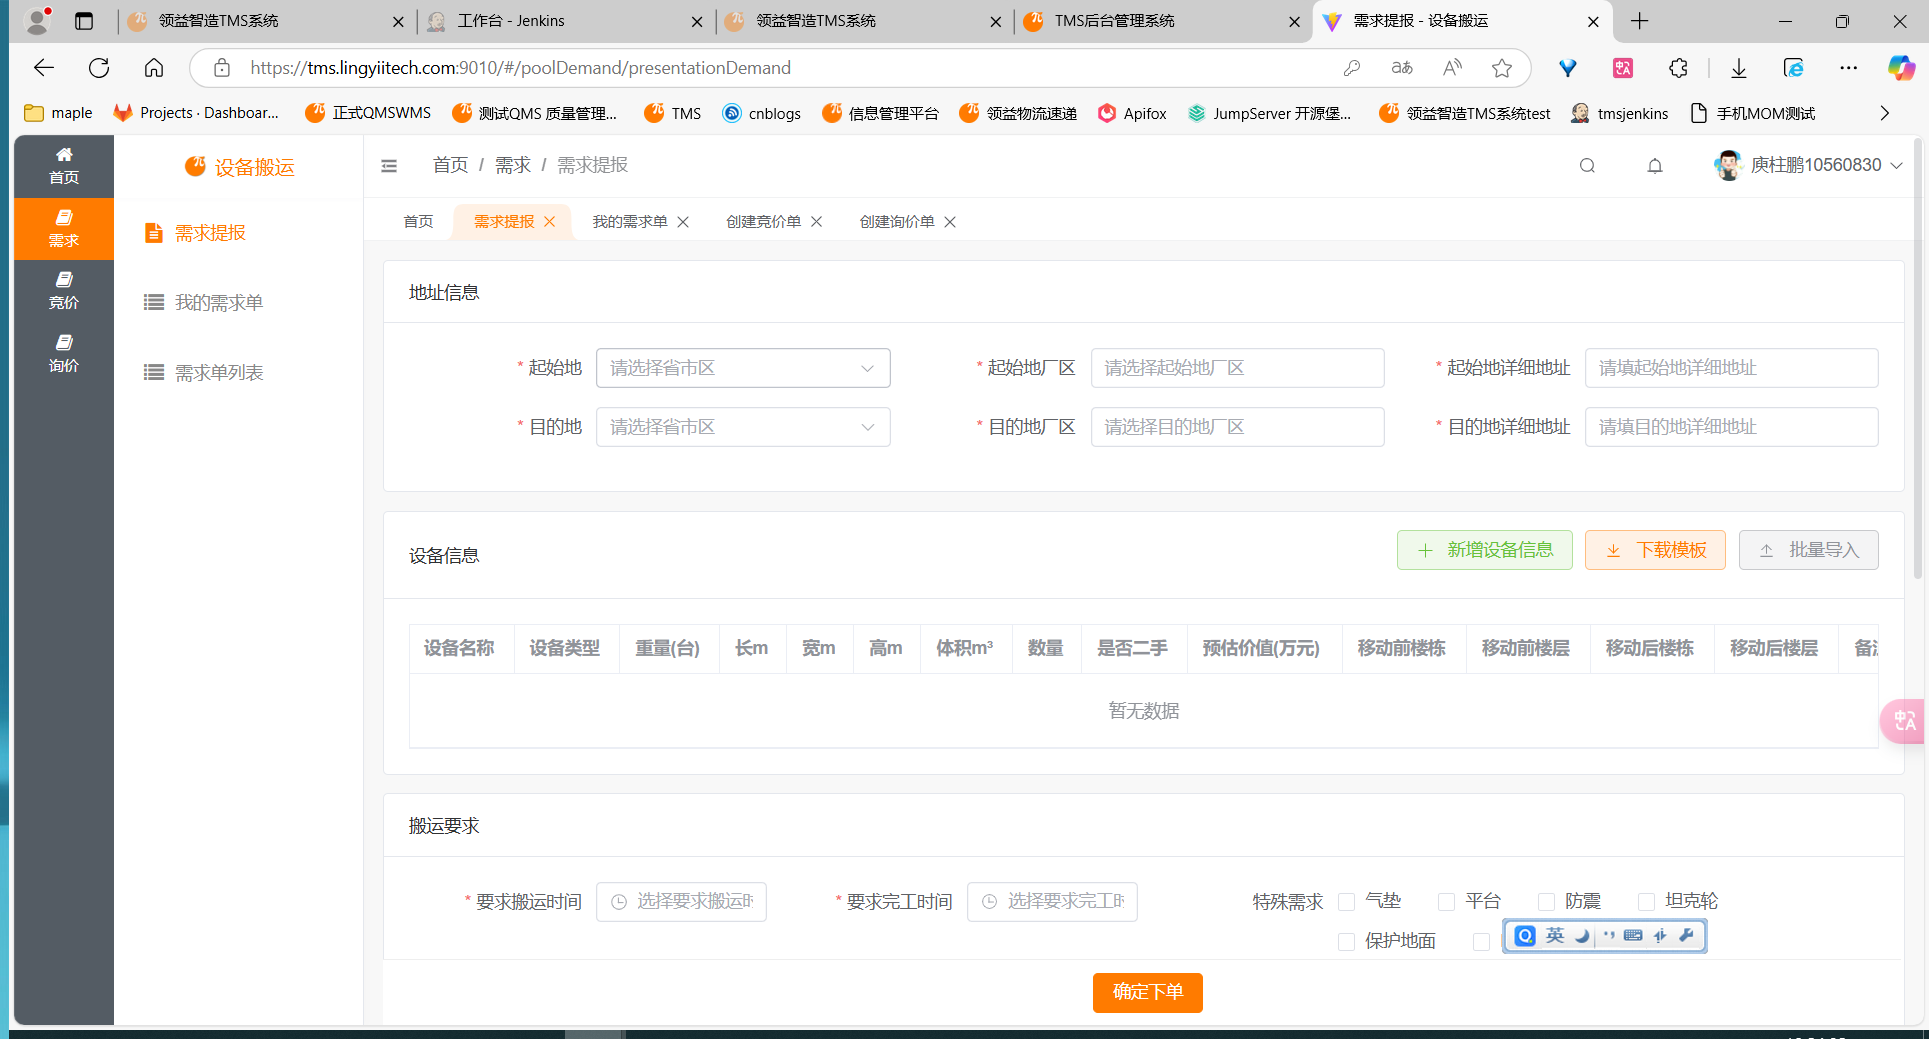 领益智造TMS系统
工作台 - Jenkins
领益智造TMS系统
TMS后台管理系统
需求提报 - 设备搬运
https://tms.lingyiitech.com:9010/#/poolDemand/presentationDemand
maple
Projects · Dashboar...
正式QMSWMS
测试QMS 质量管理...
TMS
cnblogs
信息管理平台
领益物流速递
Apifox
JumpServer 开源堡...
领益智造TMS系统test
tmsjenkins
手机MOM测试
首页
需求
竞价
询价
设备搬运
需求提报
我的需求单
需求单列表
首页 / 需求 / 需求提报
庾柱鹏10560830
首页
需求提报
我的需求单
创建竞价单
创建询价单
地址信息
* 起始地 请选择省市区
* 起始地厂区 请选择起始地厂区
* 起始地详细地址 请填起始地详细地址
* 目的地 请选择省市区
* 目的地厂区 请选择目的地厂区
* 目的地详细地址 请填目的地详细地址
设备信息
新增设备信息
下载模板
批量导入
设备名称 设备类型 重量(台) 长m 宽m 高m 体积m³ 数量 是否二手 预估价值(万元) 移动前楼栋 移动前楼层 移动后楼栋 移动后楼层 备
暂无数据
搬运要求
* 要求搬运时间 选择要求搬运
* 要求完工时间 选择要求完工
特殊需求 气垫 平台 防震 坦克轮
保护地面
英
确定下单